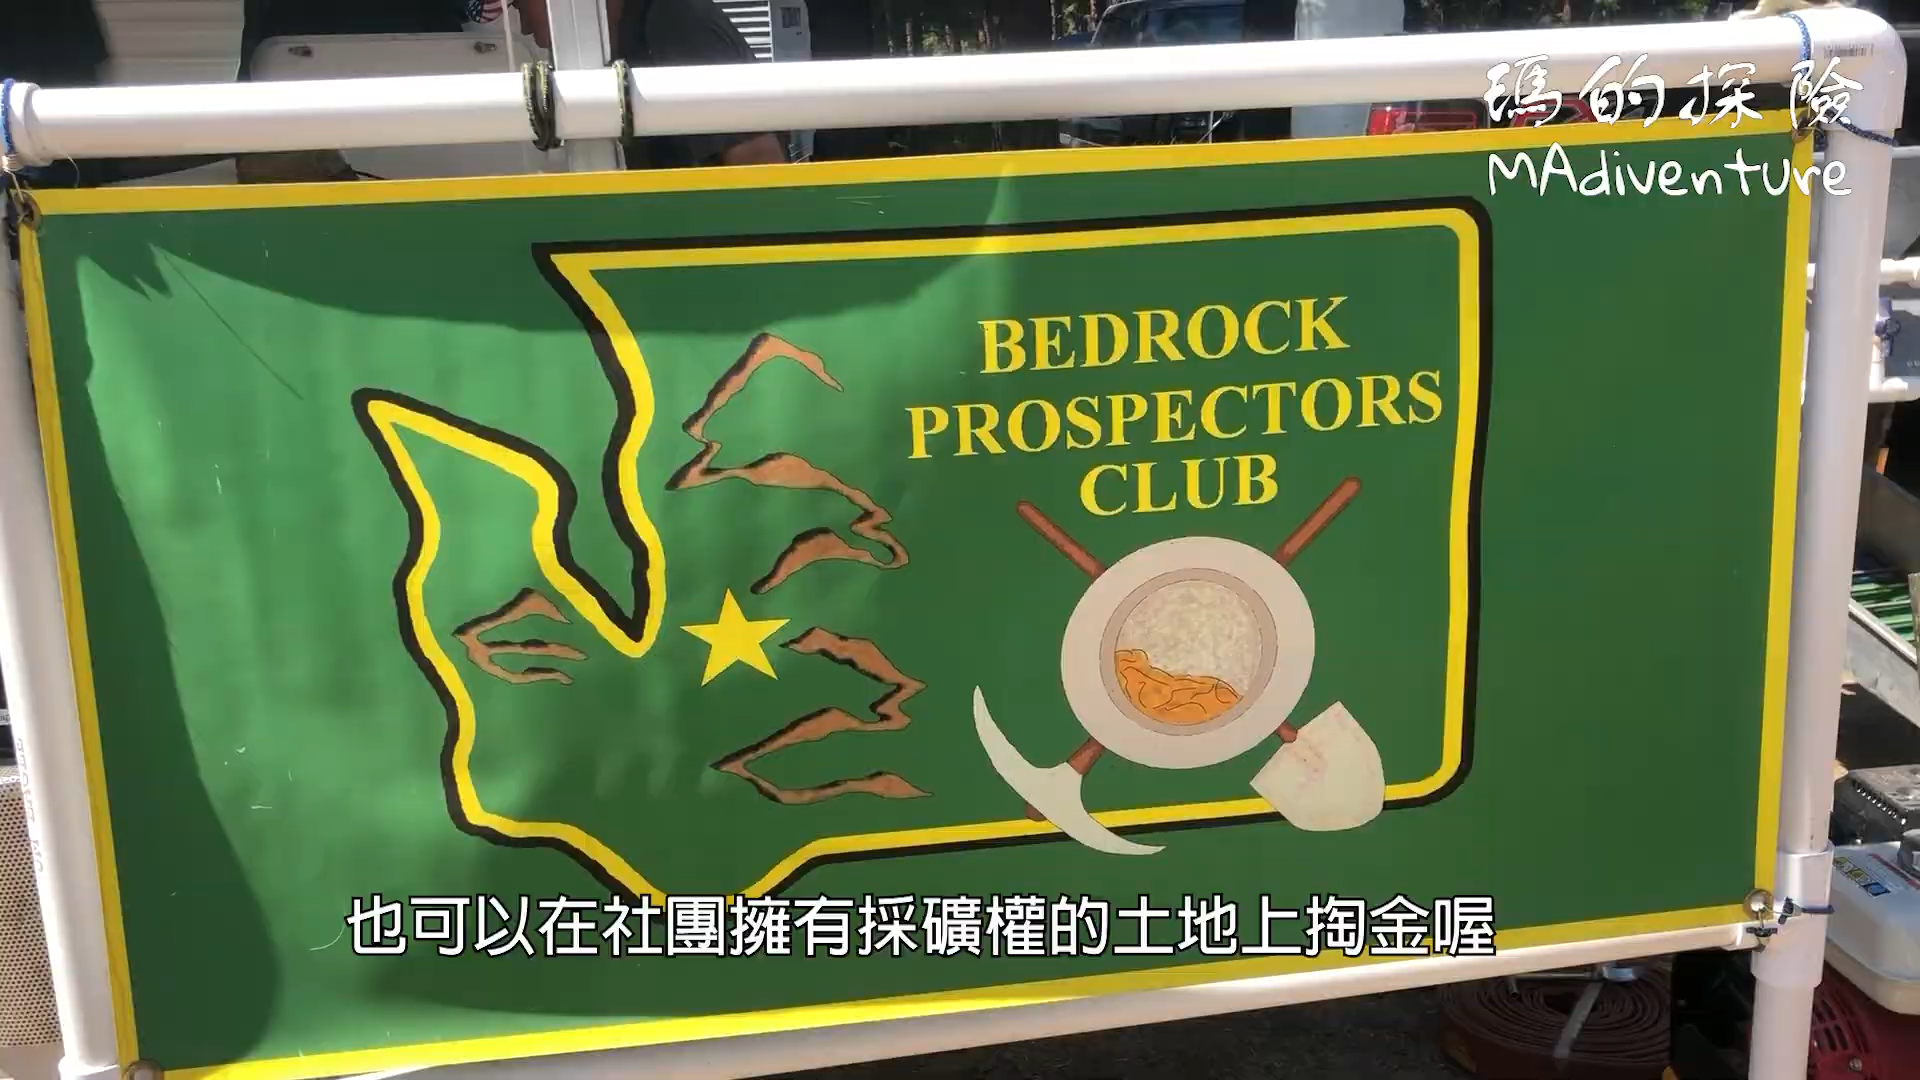 瑪的探險
MAdiventure
BEDROCK
PROSPECTORS
CLUB
也可以在社團擁有採礦權的土地上掏金喔